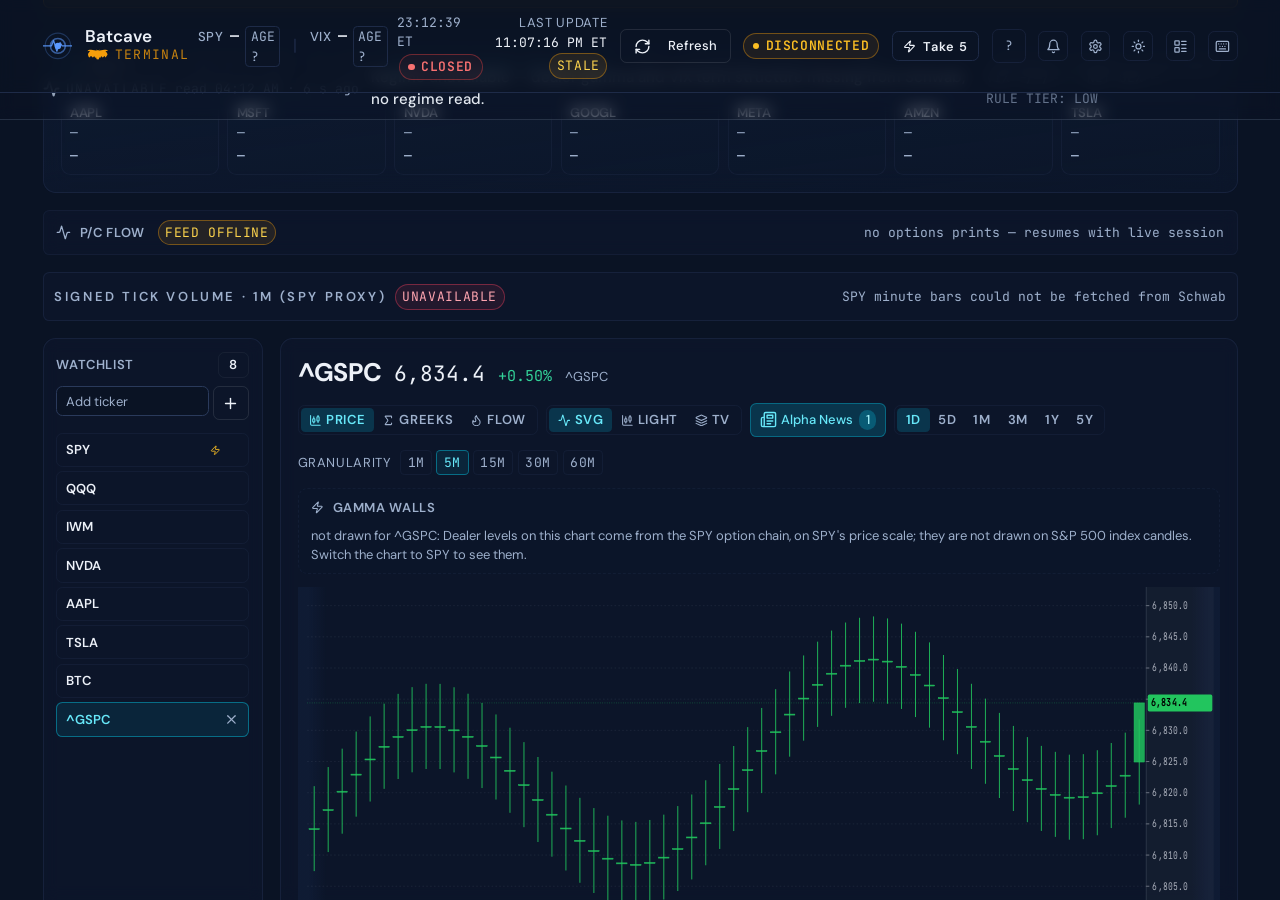 Batcave
TERMINAL
SPY — AGE ?
VIX — AGE ?
23:12:39 ET
CLOSED
LAST UPDATE
11:07:16 PM ET
STALE
Refresh
DISCONNECTED
Take 5
?
no regime read.
RULE TIER: LOW
AAPL MSFT NVDA GOOGL META AMZN TSLA
— — — — — — —
— — — — — — —
P/C FLOW FEED OFFLINE no options prints — resumes with live session
SIGNED TICK VOLUME · 1M (SPY PROXY) UNAVAILABLE SPY minute bars could not be fetched from Schwab
WATCHLIST 8
Add ticker +
SPY
QQQ
IWM
NVDA
AAPL
TSLA
BTC
^GSPC
^GSPC 6,834.4 +0.50% ^GSPC
PRICE GREEKS FLOW SVG LIGHT TV Alpha News 1 1D 5D 1M 3M 1Y 5Y
GRANULARITY 1M 5M 15M 30M 60M
GAMMA WALLS
not drawn for ^GSPC: Dealer levels on this chart come from the SPY option chain, on SPY's price scale; they are not drawn on S&P 500 index candles.
Switch the chart to SPY to see them.
6,850.0
6,845.0
6,840.0
6,834.4
6,830.0
6,825.0
6,820.0
6,815.0
6,810.0
6,805.0